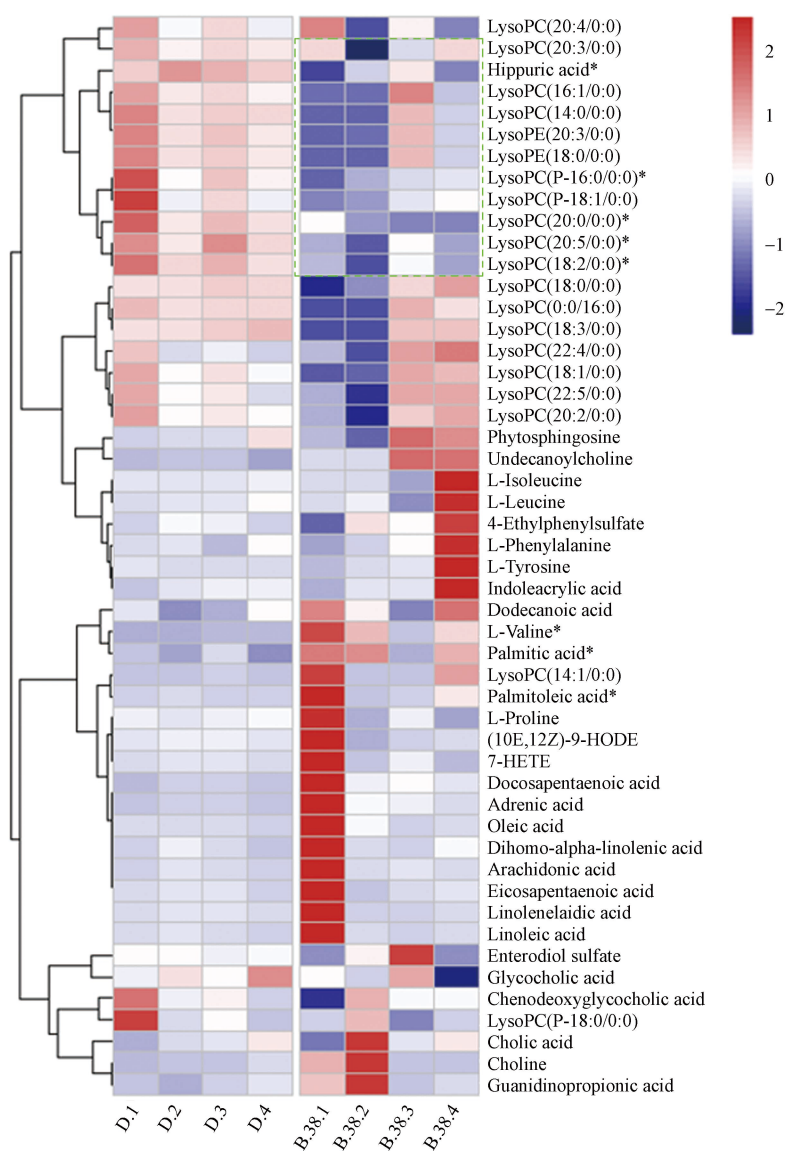 LysoPC(20:4/0:0)
LysoPC(20:3/0:0)
Hippuric acid*
LysoPC(16:1/0:0)
LysoPC(14:0/0:0)
LysoPE(20:3/0:0)
LysoPE(18:0/0:0)
LysoPC(P-16:0/0:0)*
LysoPC(P-18:1/0:0)
LysoPC(20:0/0:0)*
LysoPC(20:5/0:0)*
LysoPC(18:2/0:0)*
LysoPC(18:0/0:0)
LysoPC(0:0/16:0)
LysoPC(18:3/0:0)
LysoPC(22:4/0:0)
LysoPC(18:1/0:0)
LysoPC(22:5/0:0)
LysoPC(20:2/0:0)
Phytosphingosine
Undecanoylcholine
L-Isoleucine
L-Leucine
4-Ethylphenylsulfate
L-Phenylalanine
L-Tyrosine
Indoleacrylic acid
Dodecanoic acid
L-Valine*
Palmitic acid*
LysoPC(14:1/0:0)
Palmitoleic acid*
L-Proline
(10E,12Z)-9-HODE
7-HETE
Docosapentaenoic acid
Adrenic acid
Oleic acid
Dihomo-alpha-linolenic acid
Arachidonic acid
Eicosapentaenoic acid
Linolenelaidic acid
Linoleic acid
Enterodiol sulfate
Glycocholic acid
Chenodeoxyglycocholic acid
LysoPC(P-18:0/0:0)
Cholic acid
Choline
Guanidinopropionic acid
D.1 D.2 D.3 D.4 B.38.1 B.38.2 B.38.3 B.38.4
2
1
0
−1
−2